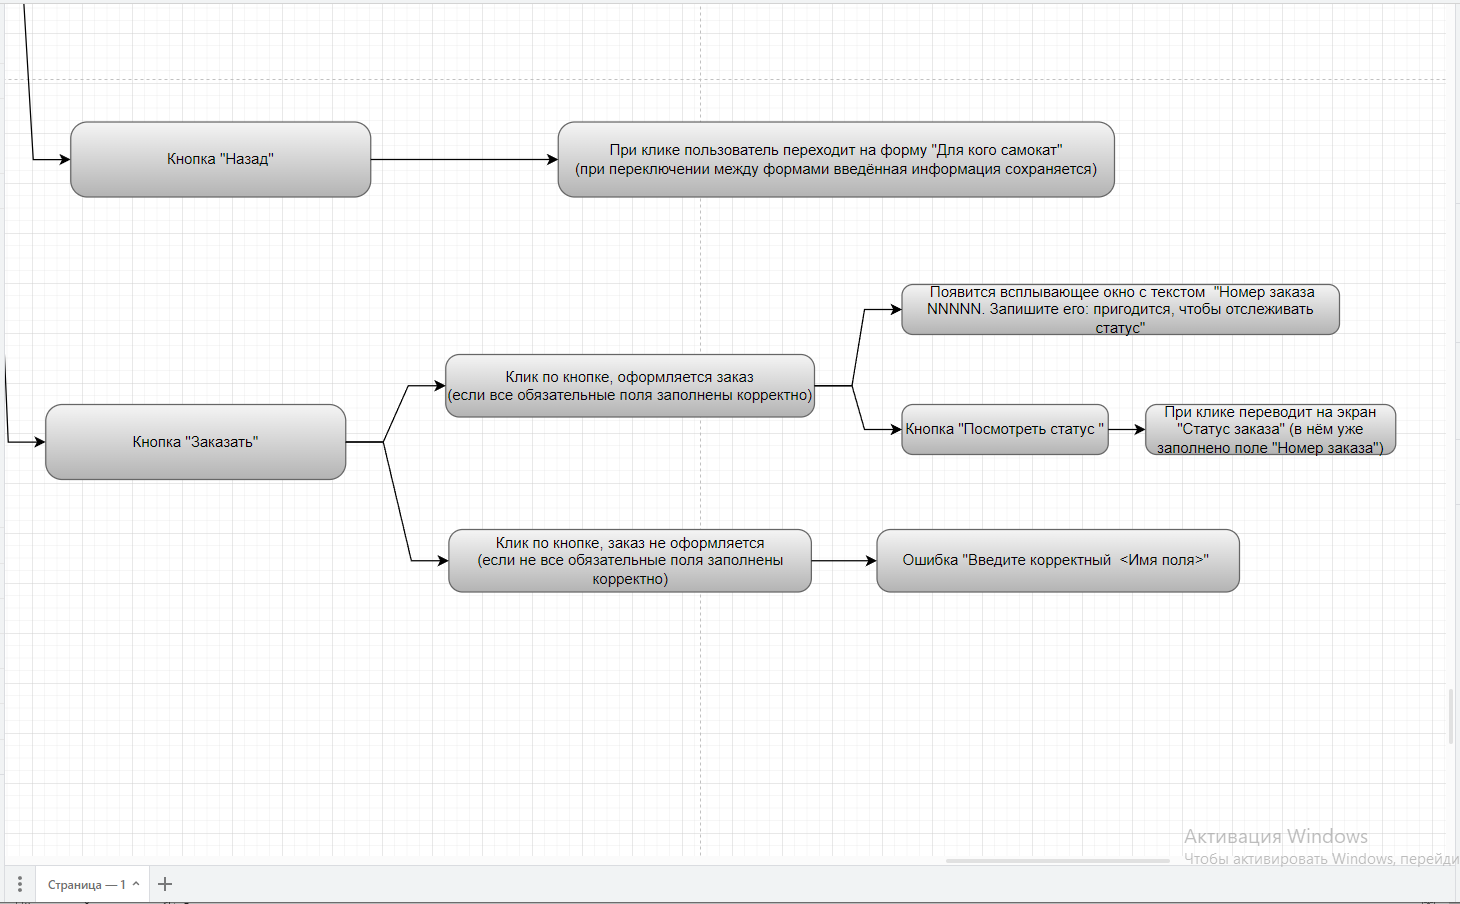 Кнопка "Назад"
При клике пользователь переходит на форму "Для кого самокат"
(при переключении между формами введённая информация сохраняется)
Появится всплывающее окно с текстом  "Номер заказа
NNNNN. Запишите его: пригодится, чтобы отслеживать
статус"
Клик по кнопке, оформляется заказ
(если все обязательные поля заполнены корректно)
Кнопка "Посмотреть статус "
При клике переводит на экран
"Статус заказа" (в нём уже
заполнено поле "Номер заказа")
Кнопка "Заказать"
Клик по кнопке, заказ не оформляется
(если не все обязательные поля заполнены
корректно)
Ошибка "Введите корректный  <Имя поля>"
Активация Windows
Чтобы активировать Windows, перейди
Страница — 1